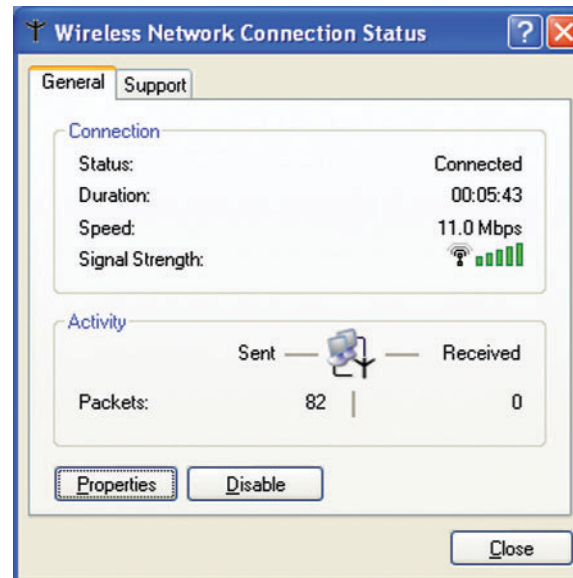 Wireless Network Connection Status
General Support
Connection
Status: Connected
Duration: 00:05:43
Speed: 11.0 Mbps
Signal Strength:
Activity
Sent Received
Packets: 82 0
Properties Disable
Close